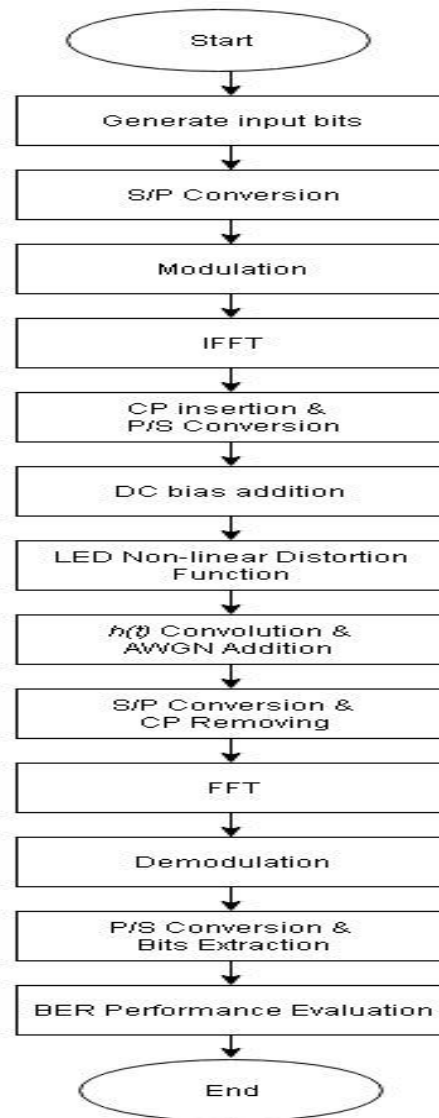 Start
Generate input bits
S/P Conversion
Modulation
IFFT
CP insertion &
P/S Conversion
DC bias addition
LED Non-linear Distortion
Function
h(t) Convolution &
AWGN Addition
S/P Conversion &
CP Removing
FFT
Demodulation
P/S Conversion &
Bits Extraction
BER Performance Evaluation
End